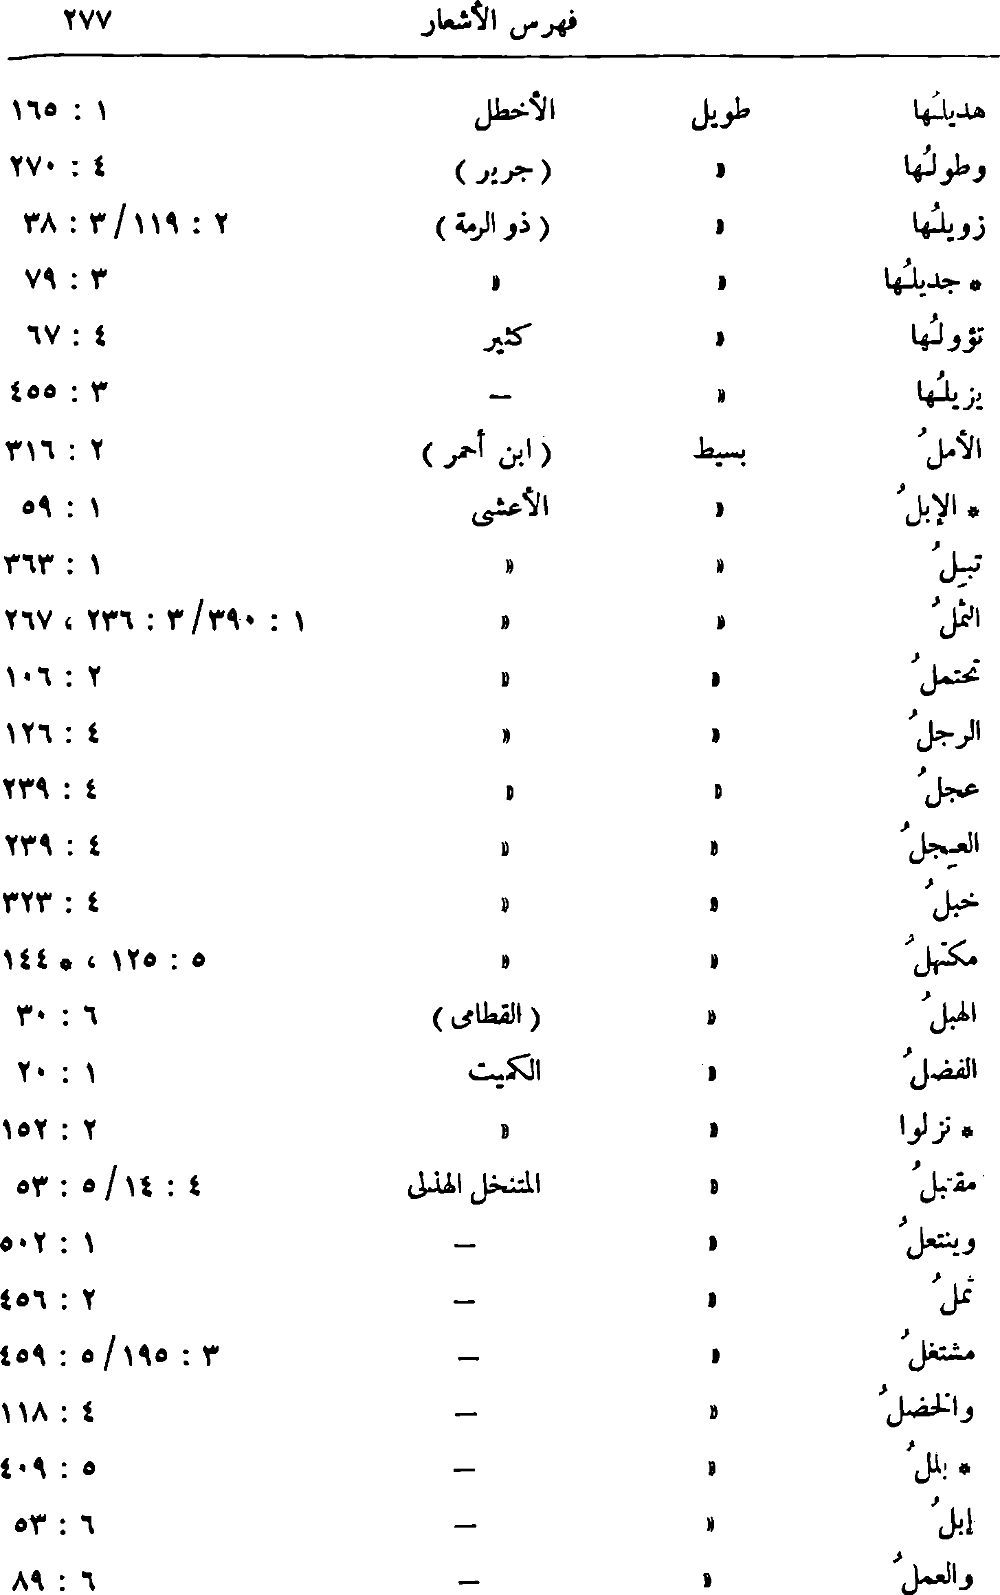 فهرس الأشعار ٢٧٧
هديلُها طويل الأخطل ١ : ١٦٥
وطولُها » ( جرير ) ٤ : ٢٧٠
زويلُها » ( ذو الرمة ) ٢ : ١١٩ / ٣ : ٣٨
* جديلُها » » ٣ : ٧٩
تؤولُها » كثير ٤ : ٦٧
يزيلُها » — ٣ : ٤٥٥
الأملُ بسيط ( ابن أحمر ) ٢ : ٣١٦
* الإبلُ » الأعشى ١ : ٥٩
تبِلُ » » ١ : ٣٦٣
الثملُ » » ١ : ٣٩٠ / ٣ : ٢٣٦ ، ٢٦٧
تحتملُ » » ٢ : ١٠٦
الرجلُ » » ٤ : ١٢٦
عجلُ » » ٤ : ٢٣٩
العجِلُ » » ٤ : ٢٣٩
خبلُ » » ٤ : ٣٢٣
مكتهلُ » » ٥ : ١٢٥ ، * ١٤٤
الهبلُ » ( القطامى ) ٦ : ٣٠
الفضلُ » الكميت ١ : ٢٠
* نزلوا » » ٢ : ١٥٢
مقتبلُ » المتنخل الهذلى ٤ : ١٤ / ٥ : ٥٣
وينتعلُ » — ١ : ٥٠٢
ثملُ » — ٢ : ٤٥٦
مشتغلُ » — ٣ : ١٩٥ / ٥ : ٤٥٩
والخضلُ » — ٤ : ١١٨
* بللُ » — ٥ : ٤٠٩
إبلُ » — ٦ : ٥٣
والعملُ » — ٦ : ٨٩